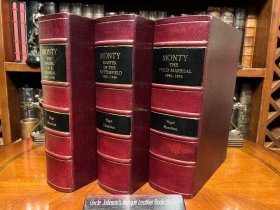 MONTY
THE
MAKING
OF A
GENERAL
Nigel
Hamilton
MONTY
MASTER
OF THE
BATTLEFIELD
1942-1944
Nigel
Hamilton
MONTY
THE
FIELD-MARSHAL
1944-1976
Nigel
Hamilton
Uncle Johnson's Antique Leather Book Library